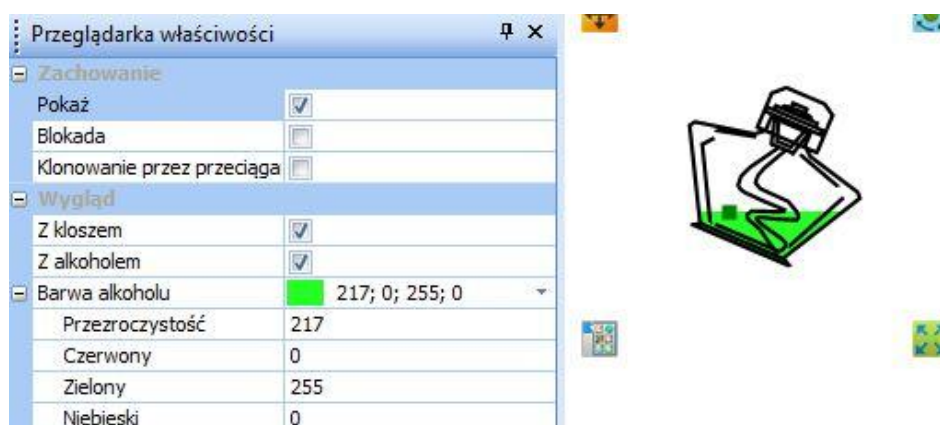 Przeglądarka właściwości
Zachowanie
Pokaż
Blokada
Klonowanie przez przeciąga
Wygląd
Z kloszem
Z alkoholem
Barwa alkoholu 217; 0; 255; 0
Przezroczystość 217
Czerwony 0
Zielony 255
Niebieski 0